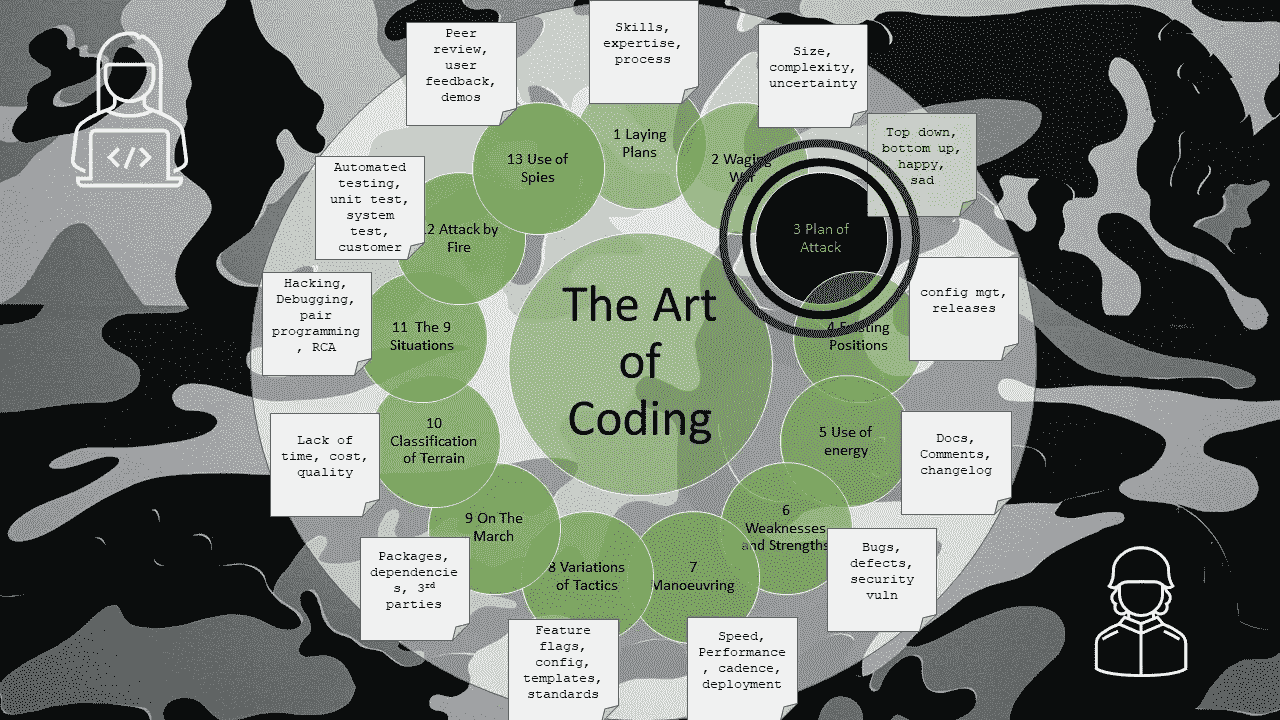 The Art
of
Coding
Skills,
expertise,
process
1 Laying
Plans
Size,
complexity,
uncertainty
2 Waging
War
Top down,
bottom up,
happy,
sad
3 Plan of
Attack
config mgt,
releases
4 Existing
Positions
Docs,
Comments,
changelog
5 Use of
energy
Bugs,
defects,
security
vuln
6
Weaknesses
and Strengths
Speed,
Performance
, cadence,
deployment
7
Manoeuvring
Feature
flags,
config,
templates,
standards
8 Variations
of Tactics
Packages,
dependencie
s, 3rd
parties
9 On The
March
Lack of
time, cost,
quality
10
Classification
of Terrain
Hacking,
Debugging,
pair
programming
, RCA
11 The 9
Situations
Automated
testing,
unit test,
system
test,
customer
12 Attack by
Fire
Peer
review,
user
feedback,
demos
13 Use of
Spies
</>